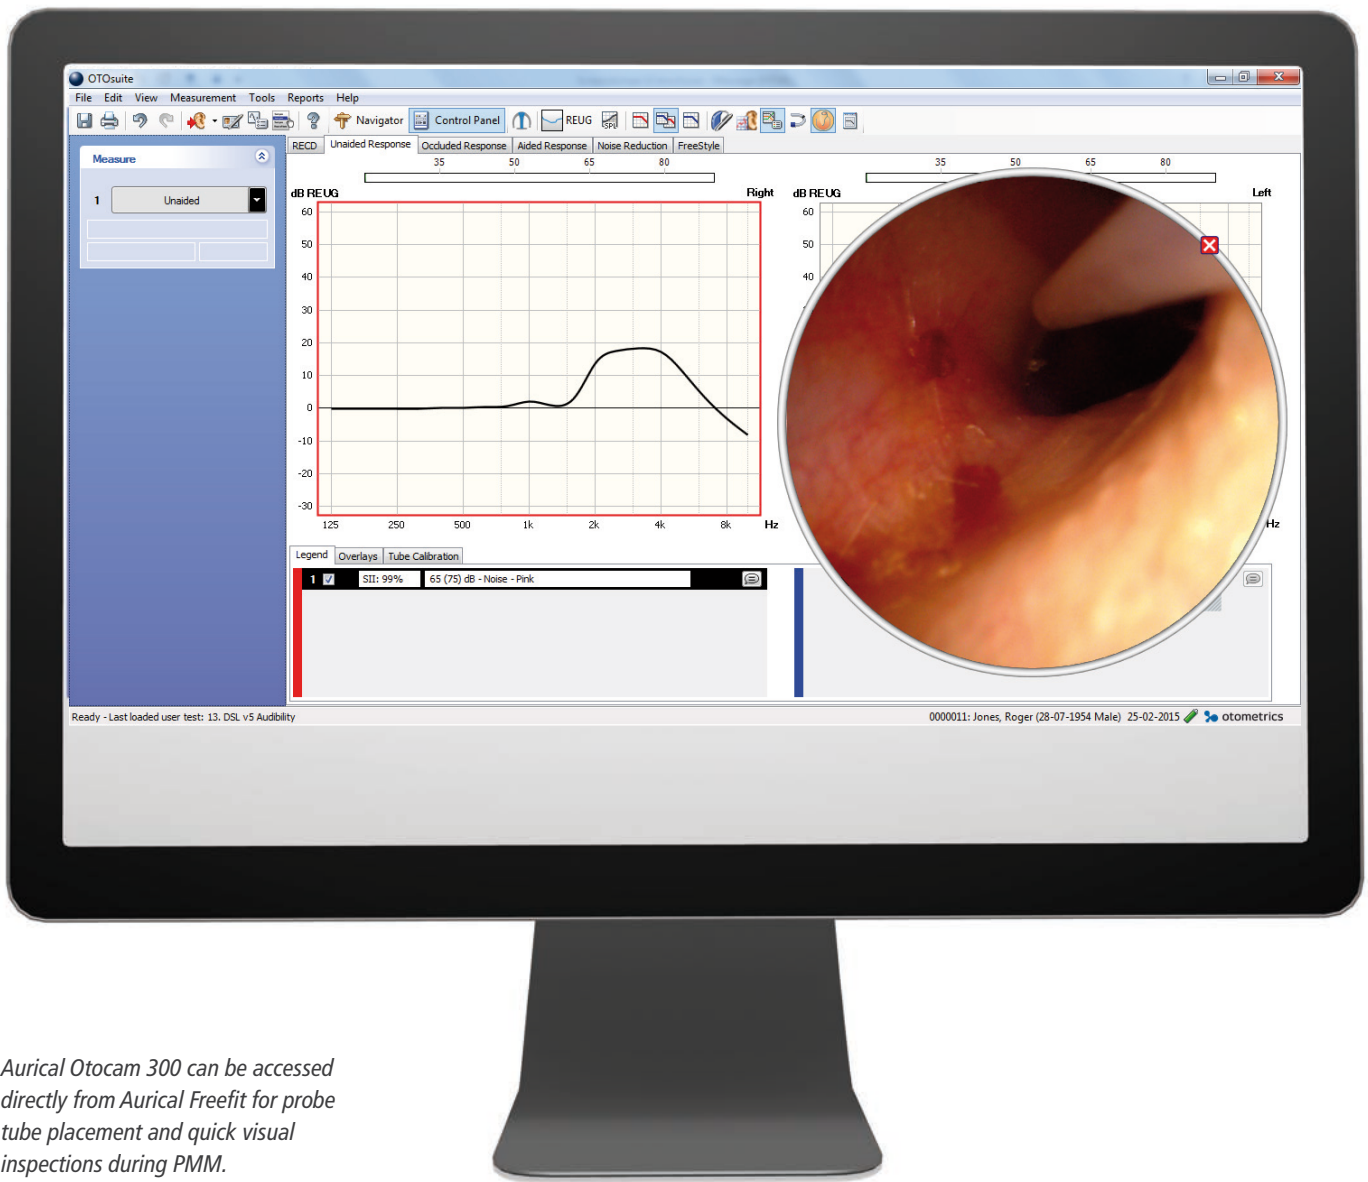 OTOsuite
File Edit View Measurement Tools Reports Help
Navigator Control Panel REUG SPL
RECD Unaided Response Occluded Response Aided Response Noise Reduction FreeStyle
Measure
1 Unaided
35 50 65 80
dB REUG Right
60
50
40
30
20
10
0
-10
-20
-30
125 250 500 1k 2k 4k 8k Hz
35 50 65 80
dB REUG Left
60
50
40
Hz
Legend Overlays Tube Calibration
1 SII: 99% 65 (75) dB - Noise - Pink
Ready - Last loaded user test: 13. DSL v5 Audibility
0000011: Jones, Roger (28-07-1954 Male) 25-02-2015 otometrics
Aurical Otocam 300 can be accessed
directly from Aurical Freefit for probe
tube placement and quick visual
inspections during PMM.